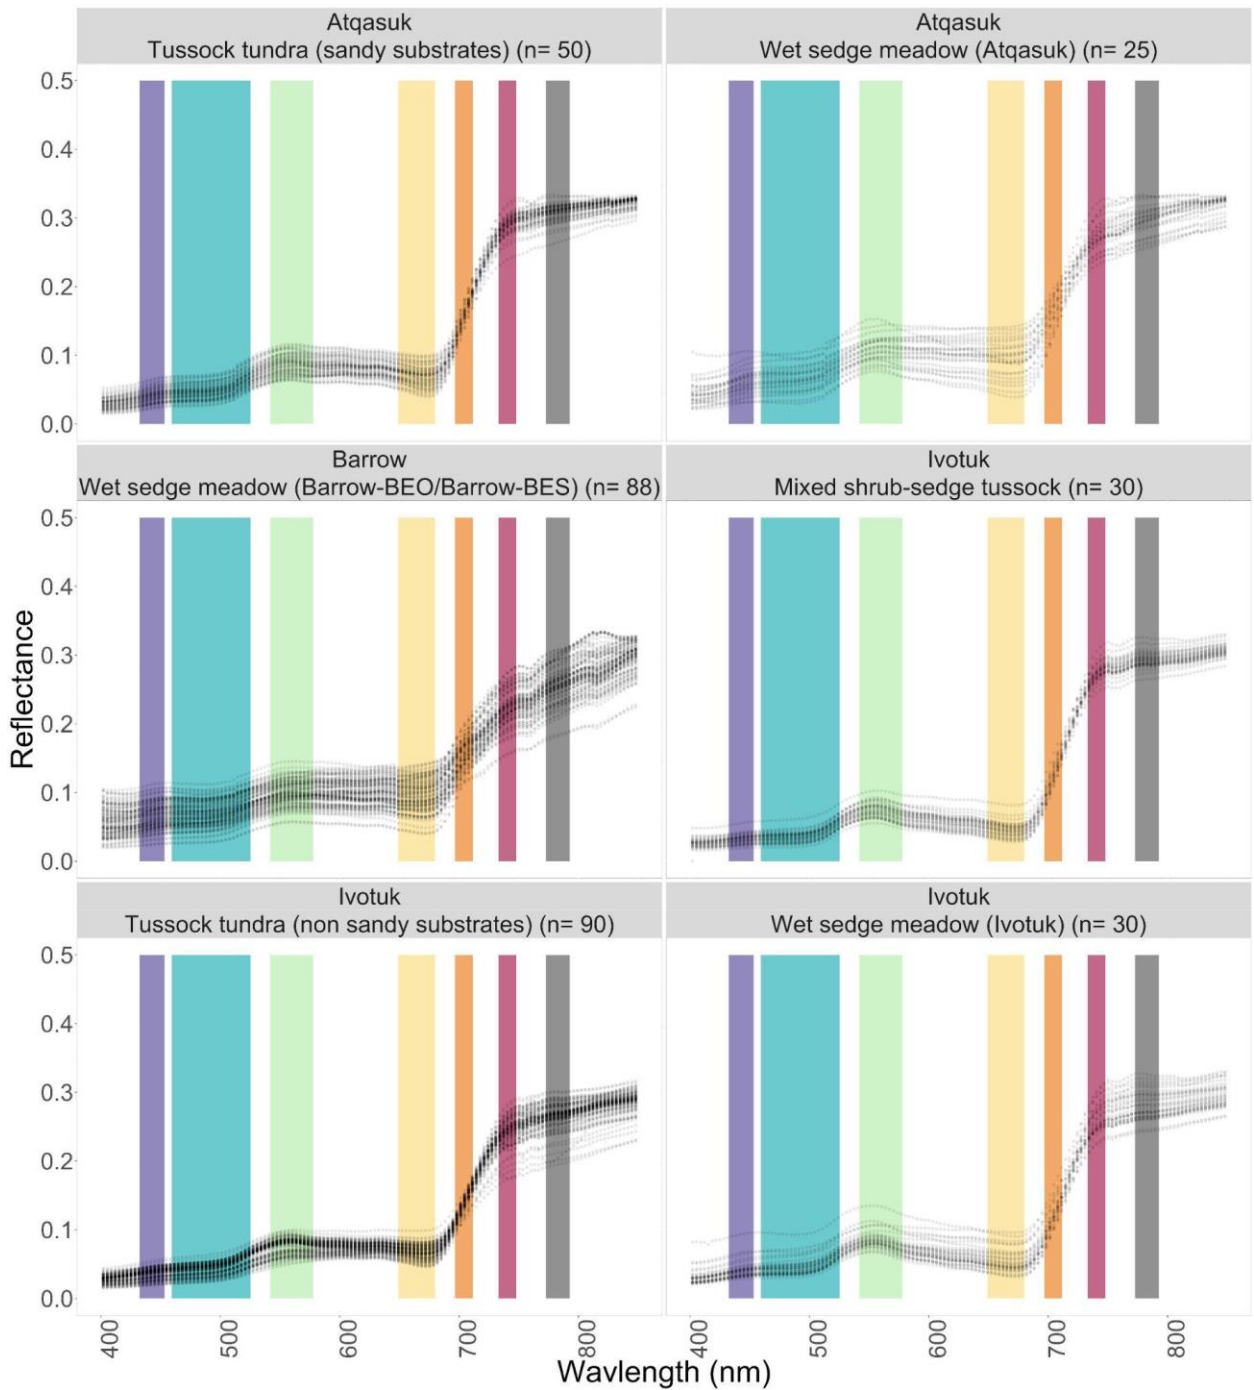 Atqasuk
Tussock tundra (sandy substrates) (n= 50)
Atqasuk
Wet sedge meadow (Atqasuk) (n= 25)
0.5
0.4
0.3
0.2
0.1
0.0
Barrow
Wet sedge meadow (Barrow-BEO/Barrow-BES) (n= 88)
Ivotuk
Mixed shrub-sedge tussock (n= 30)
0.5
0.4
0.3
0.2
0.1
0.0
Reflectance
Ivotuk
Tussock tundra (non sandy substrates) (n= 90)
Ivotuk
Wet sedge meadow (Ivotuk) (n= 30)
0.5
0.4
0.3
0.2
0.1
0.0
400 500 600 700 800 400 500 600 700 800
Wavlength (nm)